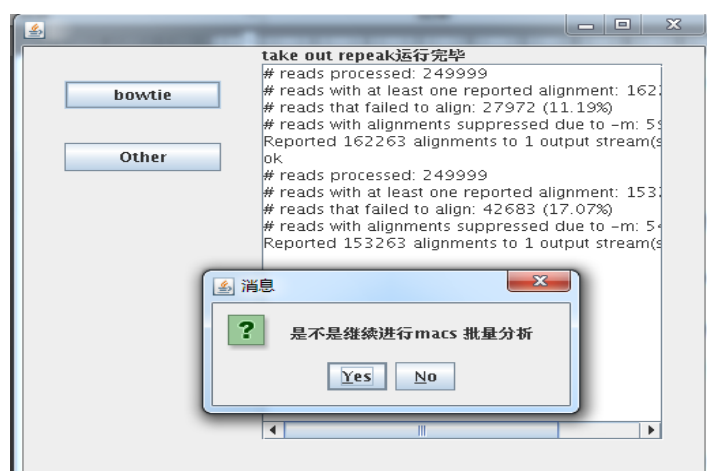 take out repeak运行完毕
bowtie
Other
# reads processed: 249999
# reads with at least one reported alignment: 162
# reads that failed to align: 27972 (11.19%)
# reads with alignments suppressed due to –m: 5
Reported 162263 alignments to 1 output stream(s
ok
# reads processed: 249999
# reads with at least one reported alignment: 153
# reads that failed to align: 42683 (17.07%)
# reads with alignments suppressed due to –m: 5
Reported 153263 alignments to 1 output stream(s
消息
是不是继续进行macs 批量分析
Yes
No